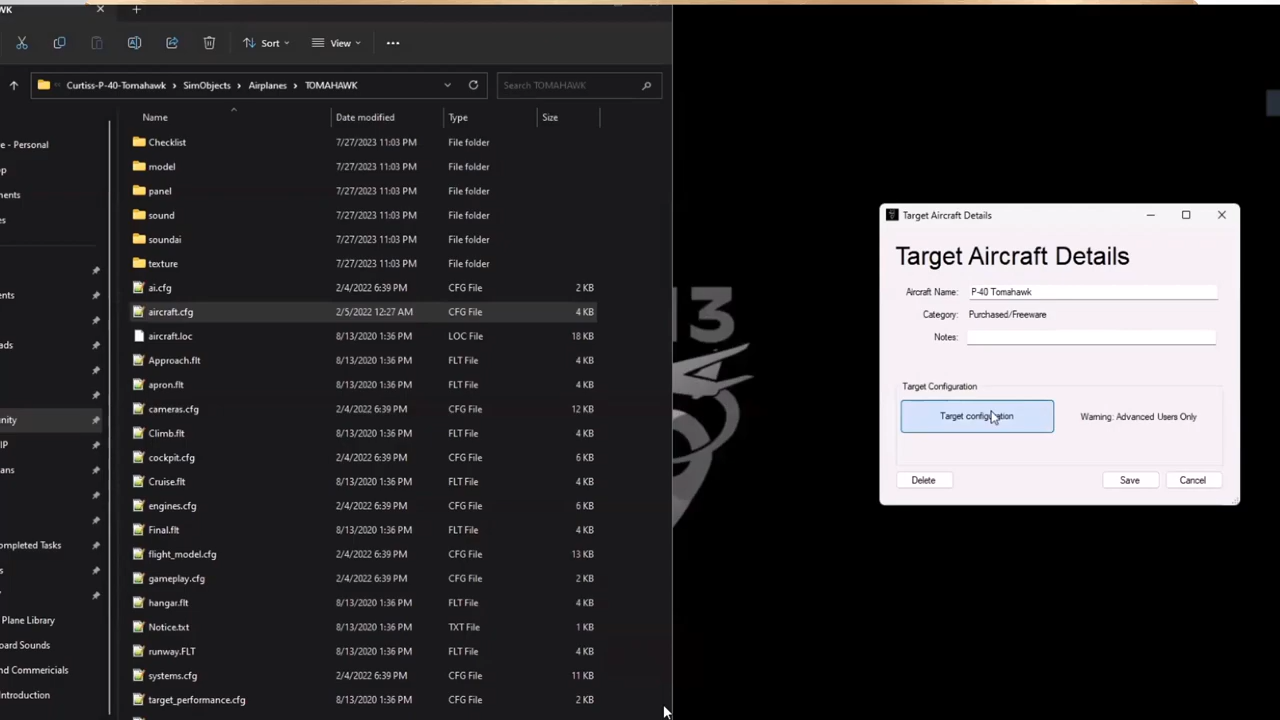 WK
Sort
View
Curtiss-P-40-Tomahawk
SimObjects
Airplanes
TOMAHAWK
Search TOMAHAWK
Name
Date modified
Type
Size
Checklist 7/27/2023 11:03 PM File folder
model 7/27/2023 11:03 PM File folder
panel 7/27/2023 11:03 PM File folder
sound 7/27/2023 11:03 PM File folder
soundai 7/27/2023 11:03 PM File folder
texture 7/27/2023 11:03 PM File folder
ai.cfg 2/4/2022 6:39 PM CFG File 2 KB
aircraft.cfg 2/5/2022 12:27 AM CFG File 4 KB
aircraft.loc 8/13/2020 1:36 PM LOC File 18 KB
Approach.flt 8/13/2020 1:36 PM FLT File 4 KB
apron.flt 8/13/2020 1:36 PM FLT File 4 KB
cameras.cfg 2/4/2022 6:39 PM CFG File 12 KB
Climb.flt 8/13/2020 1:36 PM FLT File 4 KB
cockpit.cfg 2/4/2022 6:39 PM CFG File 6 KB
Cruise.flt 8/13/2020 1:36 PM FLT File 4 KB
engines.cfg 2/4/2022 6:39 PM CFG File 6 KB
Final.flt 8/13/2020 1:36 PM FLT File 4 KB
flight_model.cfg 2/4/2022 6:39 PM CFG File 13 KB
gameplay.cfg 2/4/2022 6:39 PM CFG File 2 KB
hangar.flt 8/13/2020 1:36 PM FLT File 4 KB
Notice.txt 8/13/2020 1:36 PM TXT File 1 KB
runway.FLT 8/13/2020 1:36 PM FLT File 4 KB
systems.cfg 2/4/2022 6:39 PM CFG File 11 KB
target_performance.cfg 8/13/2020 1:36 PM CFG File 2 KB
e - Personal
op
ments
es
ents
ads
unity
IP
ans
ompleted Tasks
s
Plane Library
oard Sounds
nd Commericials
Introduction
13
Target Aircraft Details
Target Aircraft Details
Aircraft Name: P-40 Tomahawk
Category: Purchased/Freeware
Notes:
Target Configuration
Target configuration
Warning: Advanced Users Only
Delete
Save
Cancel